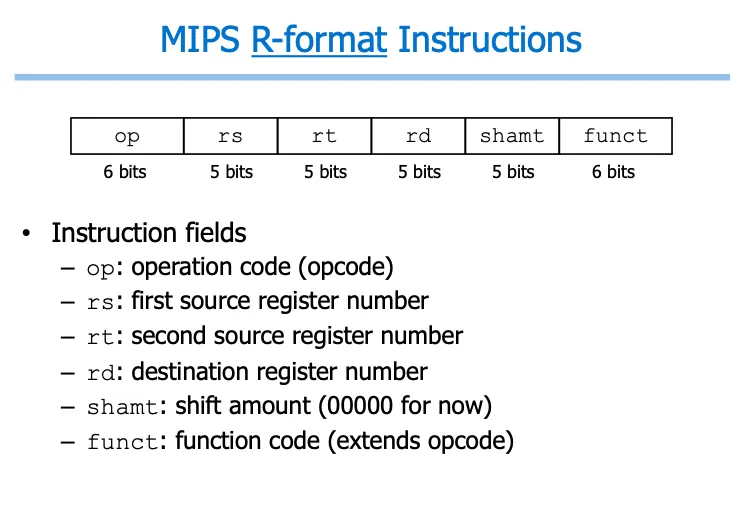 MIPS R-format Instructions
op rs rt rd shamt funct
6 bits 5 bits 5 bits 5 bits 5 bits 6 bits
• Instruction fields
– op: operation code (opcode)
– rs: first source register number
– rt: second source register number
– rd: destination register number
– shamt: shift amount (00000 for now)
– funct: function code (extends opcode)